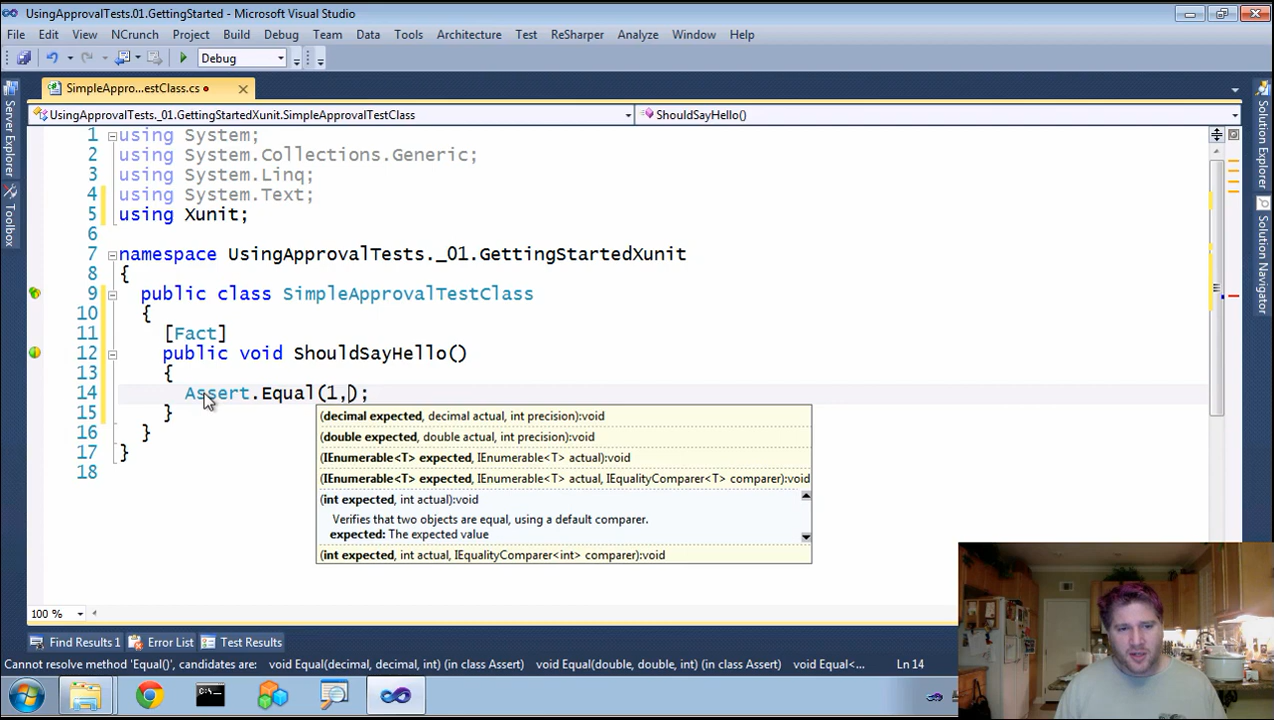 UsingApprovalTests.01.GettingStarted - Microsoft Visual Studio
File Edit View NCrunch Project Build Debug Team Data Tools Architecture Test ReSharper Analyze Window Help
Debug
SimpleAppro...estClass.cs
UsingApprovalTests._01.GettingStartedXunit.SimpleApprovalTestClass ShouldSayHello()
Server Explorer
Toolbox
Solution Explorer
Solution Navigator
1 using System;
2 using System.Collections.Generic;
3 using System.Linq;
4 using System.Text;
5 using Xunit;
6
7 namespace UsingApprovalTests._01.GettingStartedXunit
8 {
9 public class SimpleApprovalTestClass
10 {
11 [Fact]
12 public void ShouldSayHello()
13 {
14 Assert.Equal(1,);
15 }
16 }
17 }
18
(decimal expected, decimal actual, int precision):void
(double expected, double actual, int precision):void
(IEnumerable<T> expected, IEnumerable<T> actual):void
(IEnumerable<T> expected, IEnumerable<T> actual, IEqualityComparer<T> comparer):void
(int expected, int actual):void
Verifies that two objects are equal, using a default comparer.
expected: The expected value
(int expected, int actual, IEqualityComparer<int> comparer):void
100 %
Find Results 1 Error List Test Results
Cannot resolve method 'Equal()', candidates are: void Equal(decimal, decimal, int) (in class Assert) void Equal(double, double, int) (in class Assert) void Equal<... Ln 14